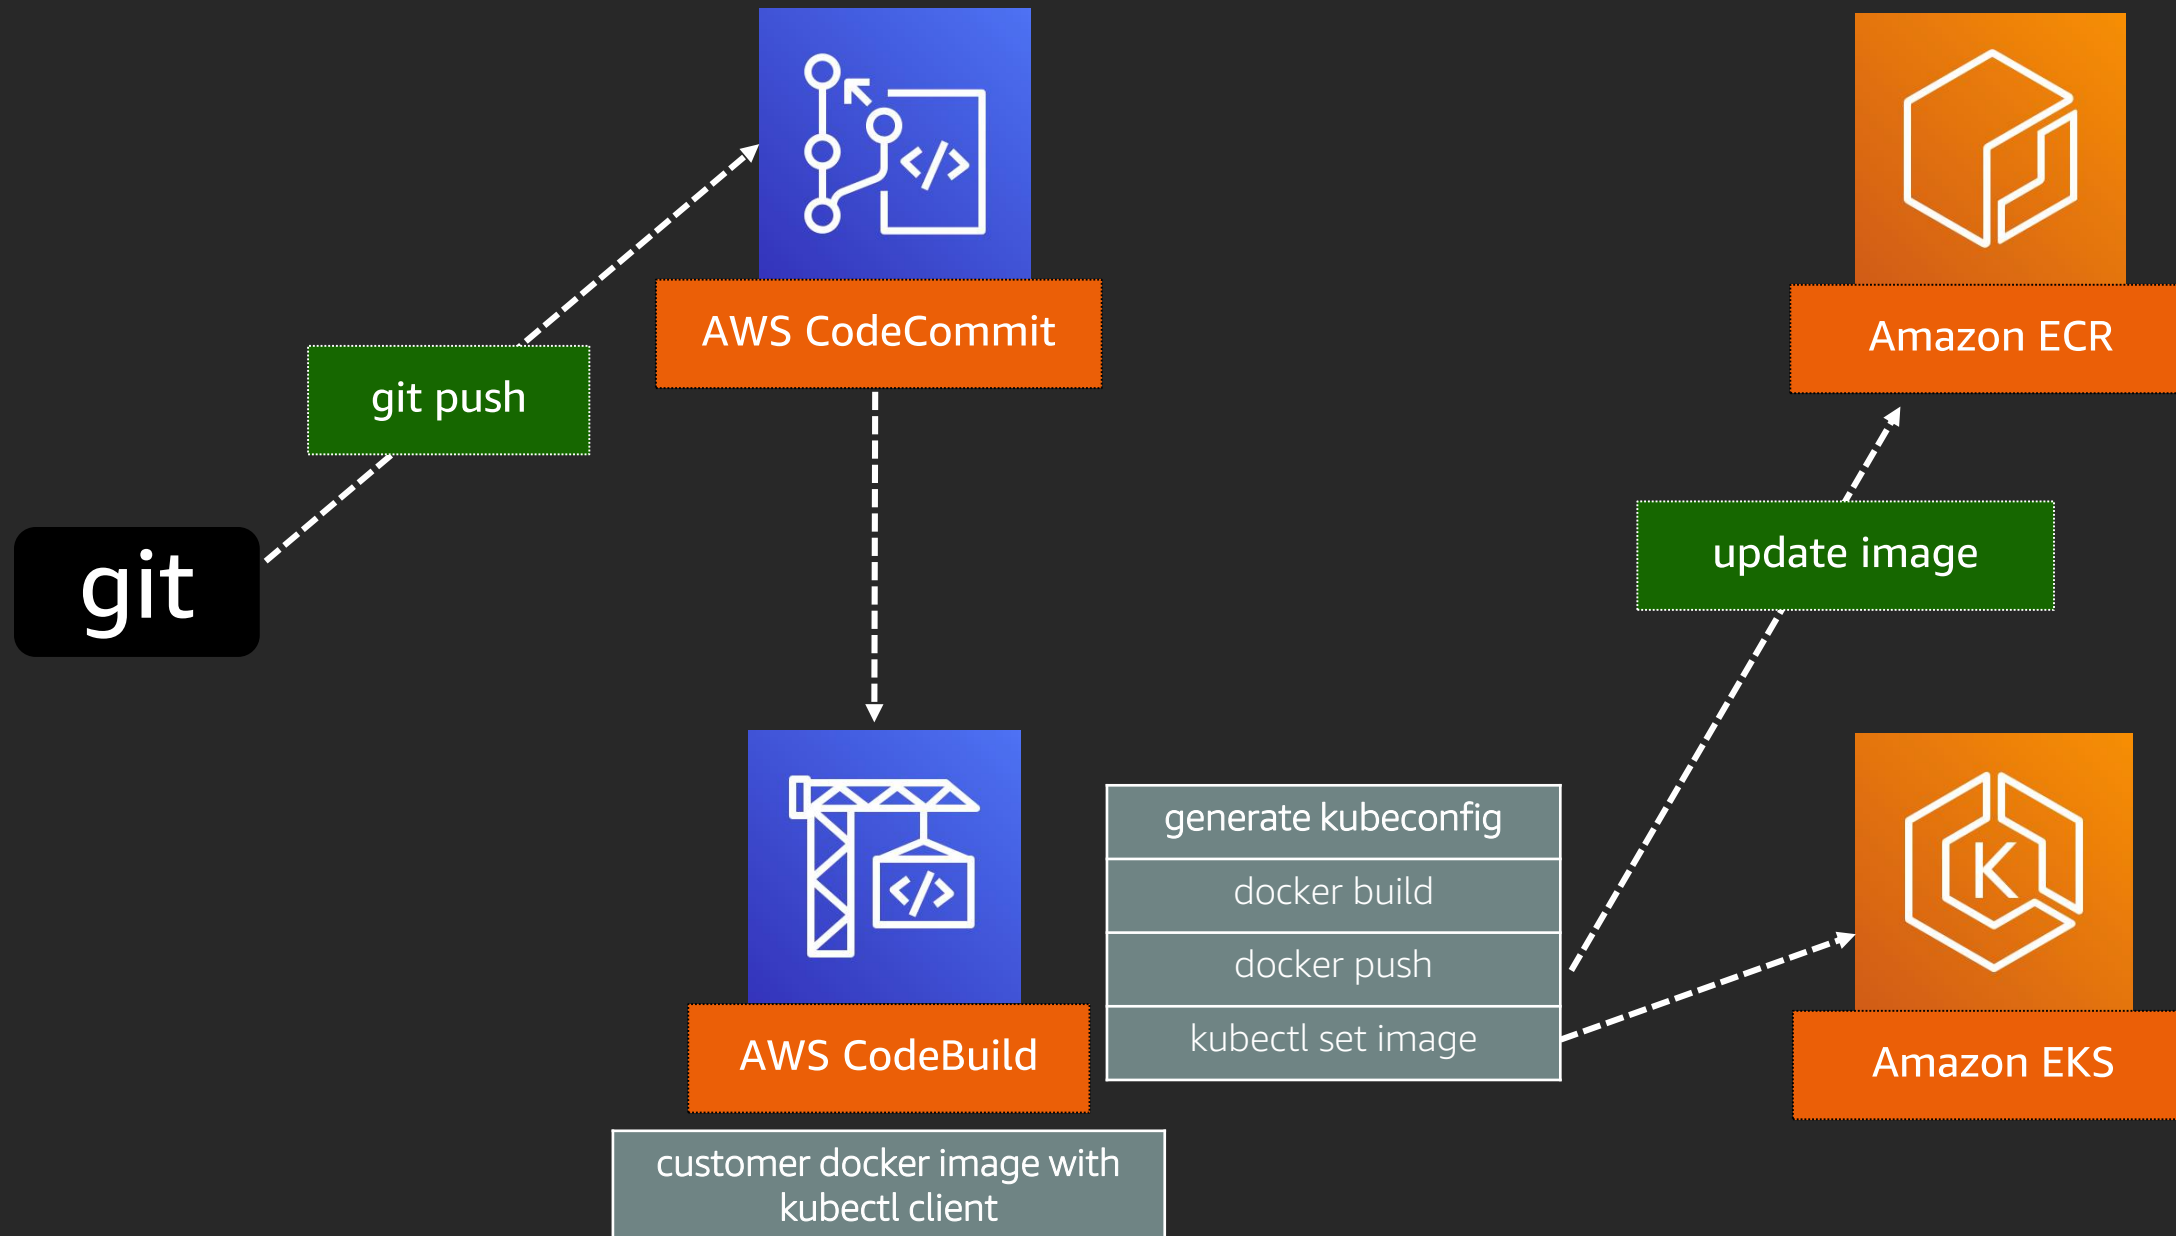 git
git push
AWS CodeCommit
AWS CodeBuild
customer docker image with
kubectl client
generate kubeconfig
docker build
docker push
kubectl set image
update image
Amazon ECR
K
Amazon EKS